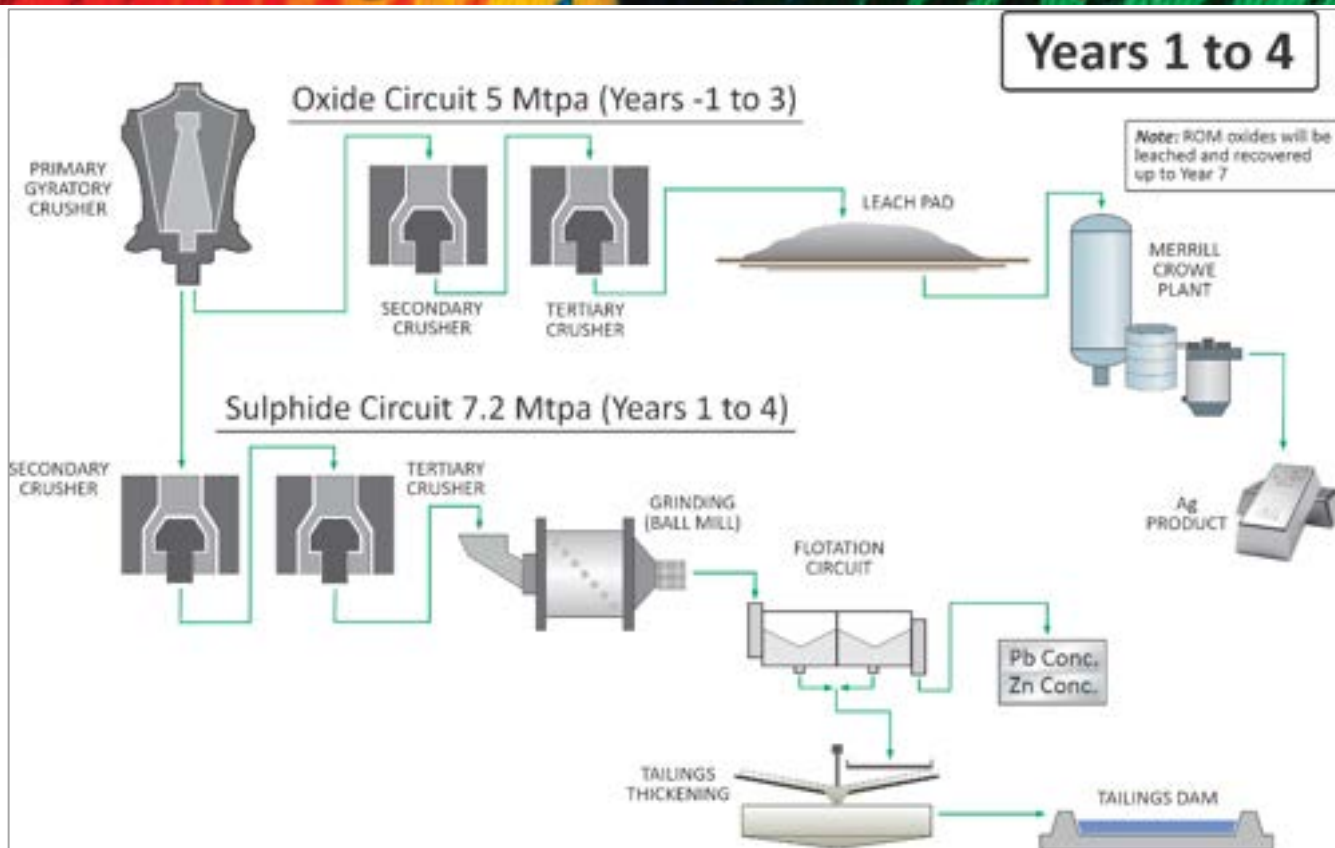 Years 1 to 4
Oxide Circuit 5 Mtpa (Years -1 to 3)
Note: ROM oxides will be
leached and recovered
up to Year 7
PRIMARY
GYRATORY
CRUSHER
SECONDARY
CRUSHER
TERTIARY
CRUSHER
LEACH PAD
MERRILL
CROWE
PLANT
Ag
PRODUCT
Sulphide Circuit 7.2 Mtpa (Years 1 to 4)
SECONDARY
CRUSHER
TERTIARY
CRUSHER
GRINDING
(BALL MILL)
FLOTATION
CIRCUIT
Pb Conc.
Zn Conc.
TAILINGS
THICKENING
TAILINGS DAM